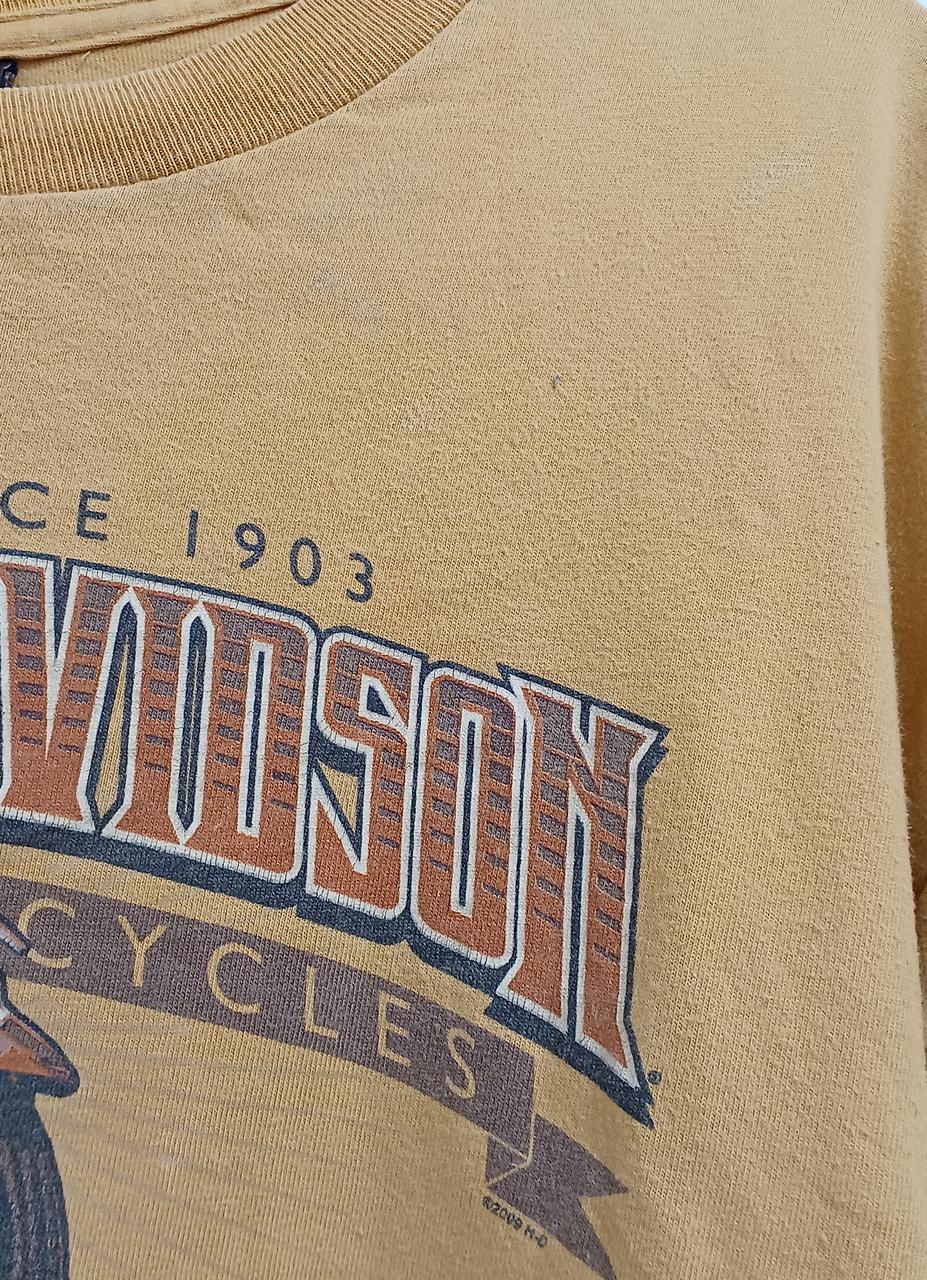 CE 1903
VIDSON
CYCLES
®
©2009 H-D